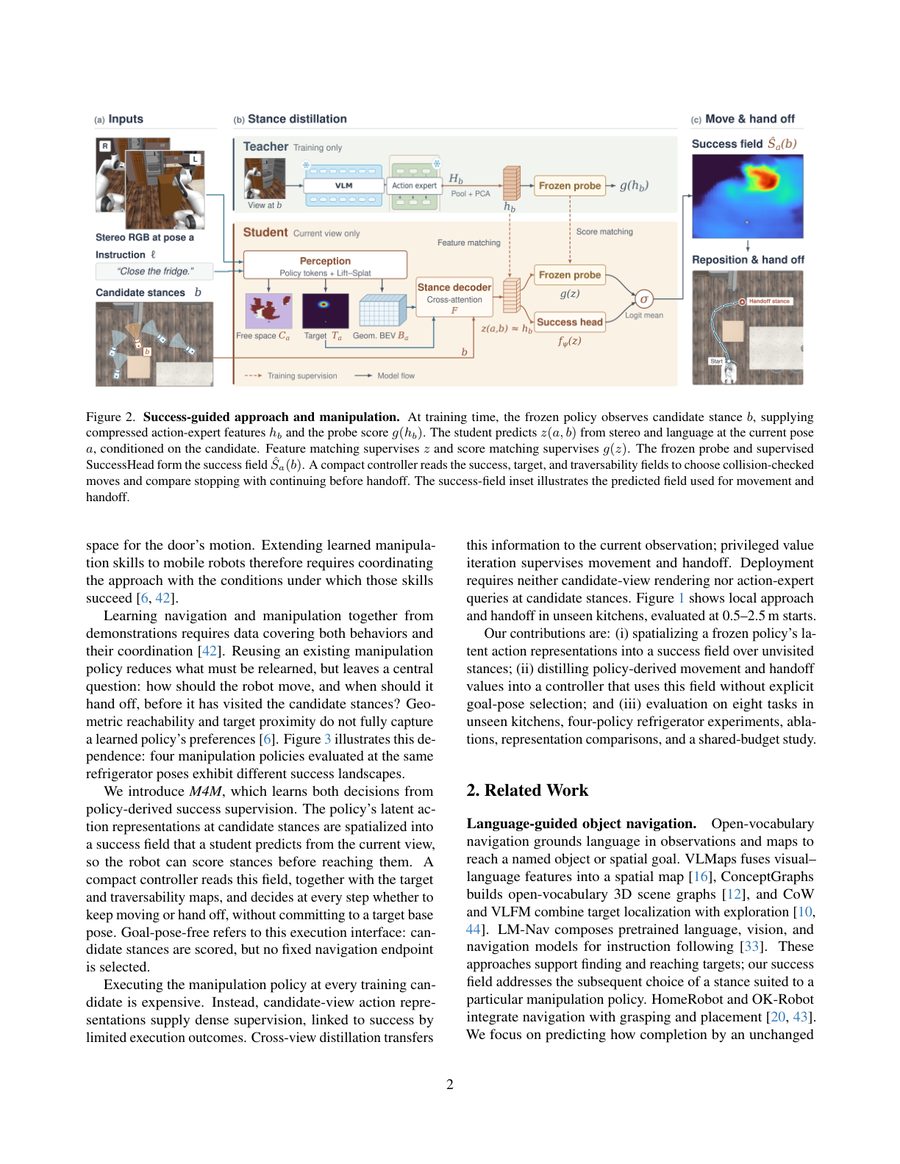 (a) Inputs
R
L
Stereo RGB at pose a
Instruction ℓ
"Close the fridge."
Candidate stances b
b
(b) Stance distillation
Teacher Training only
View at b
VLM
Action expert
H_b
Pool + PCA
h_b
Frozen probe
g(h_b)
Student Current view only
Feature matching
Score matching
Perception
Policy tokens + Lift–Splat
Free space C_a
Target T_a
Geom. BEV B_a
Stance decoder
Cross-attention
F
z(a,b) ≈ h_b
b
Frozen probe
g(z)
Success head
f_ψ(z)
σ
Logit mean
Training supervision
Model flow
(c) Move & hand off
Success field Ŝ_a(b)
Reposition & hand off
Handoff stance
Start
Figure 2. Success-guided approach and manipulation. At training time, the frozen policy observes candidate stance b, supplying
compressed action-expert features h_b and the probe score g(h_b). The student predicts z(a, b) from stereo and language at the current pose
a, conditioned on the candidate. Feature matching supervises z and score matching supervises g(z). The frozen probe and supervised
SuccessHead form the success field Ŝ_a(b). A compact controller reads the success, target, and traversability fields to choose collision-checked
moves and compare stopping with continuing before handoff. The success-field inset illustrates the predicted field used for movement and
handoff.
space for the door's motion. Extending learned manipula-
tion skills to mobile robots therefore requires coordinating
the approach with the conditions under which those skills
succeed [6, 42].
Learning navigation and manipulation together from
demonstrations requires data covering both behaviors and
their coordination [42]. Reusing an existing manipulation
policy reduces what must be relearned, but leaves a central
question: how should the robot move, and when should it
hand off, before it has visited the candidate stances? Geo-
metric reachability and target proximity do not fully capture
a learned policy's preferences [6]. Figure 3 illustrates this de-
pendence: four manipulation policies evaluated at the same
refrigerator poses exhibit different success landscapes.
We introduce M4M, which learns both decisions from
policy-derived success supervision. The policy's latent ac-
tion representations at candidate stances are spatialized into
a success field that a student predicts from the current view,
so the robot can score stances before reaching them. A
compact controller reads this field, together with the target
and traversability maps, and decides at every step whether to
keep moving or hand off, without committing to a target base
pose. Goal-pose-free refers to this execution interface: can-
didate stances are scored, but no fixed navigation endpoint
is selected.
Executing the manipulation policy at every training can-
didate is expensive. Instead, candidate-view action repre-
sentations supply dense supervision, linked to success by
limited execution outcomes. Cross-view distillation transfers
this information to the current observation; privileged value
iteration supervises movement and handoff. Deployment
requires neither candidate-view rendering nor action-expert
queries at candidate stances. Figure 1 shows local approach
and handoff in unseen kitchens, evaluated at 0.5–2.5 m starts.
Our contributions are: (i) spatializing a frozen policy's la-
tent action representations into a success field over unvisited
stances; (ii) distilling policy-derived movement and handoff
values into a controller that uses this field without explicit
goal-pose selection; and (iii) evaluation on eight tasks in
unseen kitchens, four-policy refrigerator experiments, abla-
tions, representation comparisons, and a shared-budget study.
2. Related Work
Language-guided object navigation. Open-vocabulary
navigation grounds language in observations and maps to
reach a named object or spatial goal. VLMaps fuses visual–
language features into a spatial map [16], ConceptGraphs
builds open-vocabulary 3D scene graphs [12], and CoW
and VLFM combine target localization with exploration [10,
44]. LM-Nav composes pretrained language, vision, and
navigation models for instruction following [33]. These
approaches support finding and reaching targets; our success
field addresses the subsequent choice of a stance suited to a
particular manipulation policy. HomeRobot and OK-Robot
integrate navigation with grasping and placement [20, 43].
We focus on predicting how completion by an unchanged
2